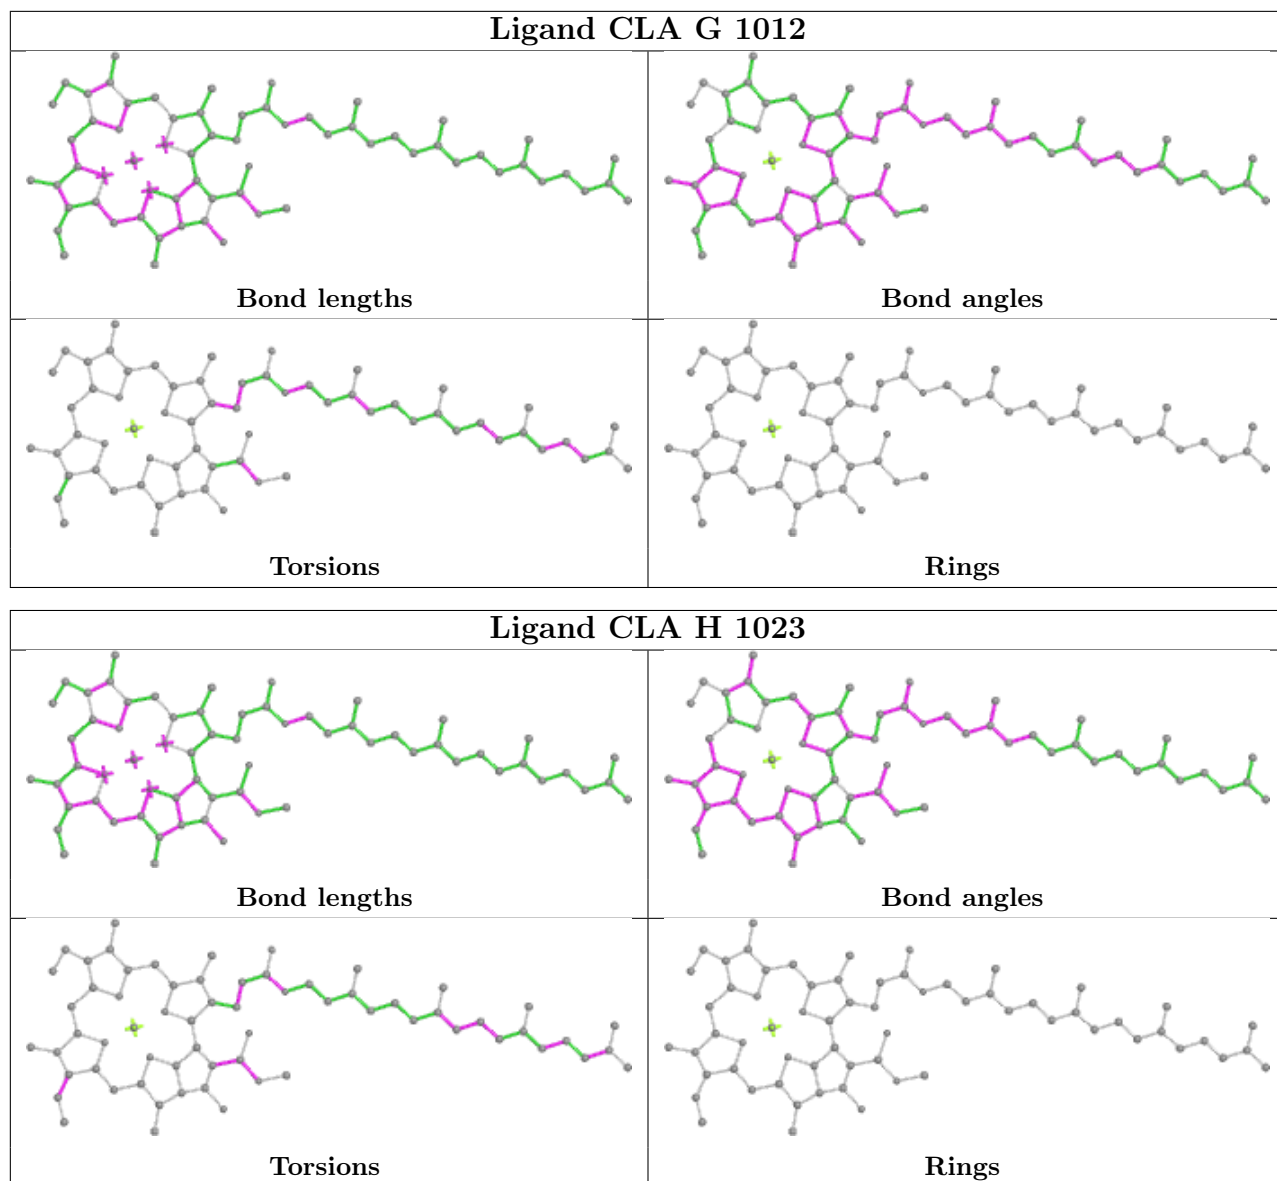 Ligand CLA G 1012
Bond lengths
Bond angles
Torsions
Rings
Ligand CLA H 1023
Bond lengths
Bond angles
Torsions
Rings